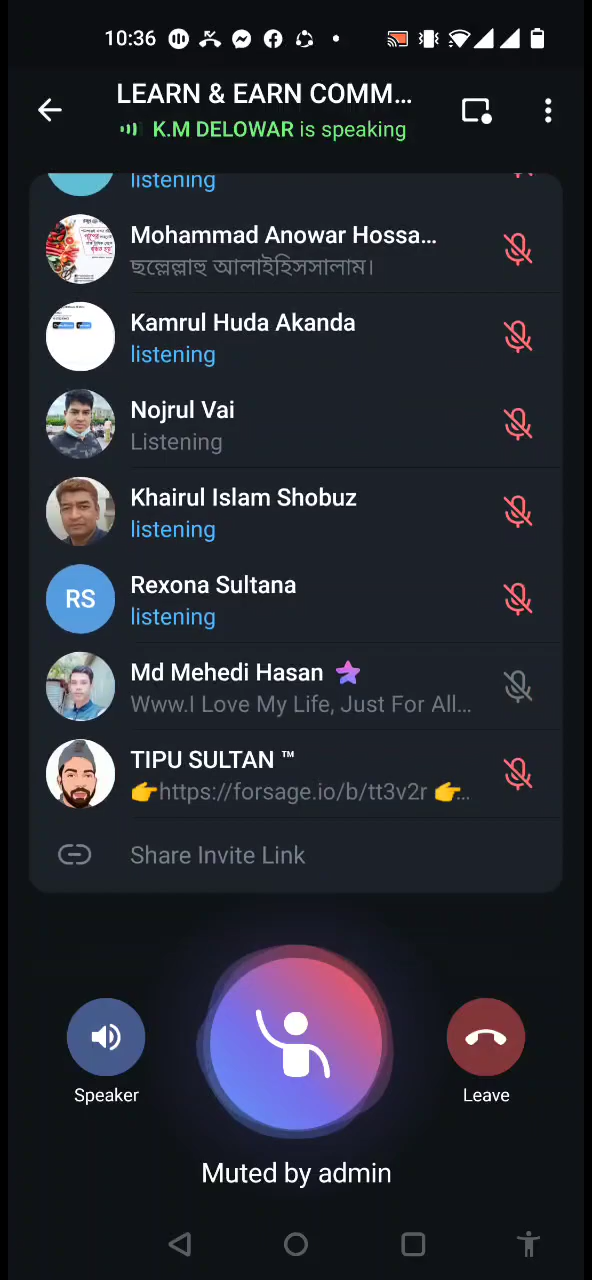 10:36
LEARN & EARN COMM...
K.M DELOWAR is speaking
listening
Mohammad Anowar Hossa...
ছল্লেল্লাহু আলাইহিসসালাম।
Kamrul Huda Akanda
listening
Nojrul Vai
Listening
Khairul Islam Shobuz
listening
RS
Rexona Sultana
listening
Md Mehedi Hasan
Www.I Love My Life, Just For All...
TIPU SULTAN ™
👉https://forsage.io/b/tt3v2r 👉...
Share Invite Link
Speaker
Leave
Muted by admin